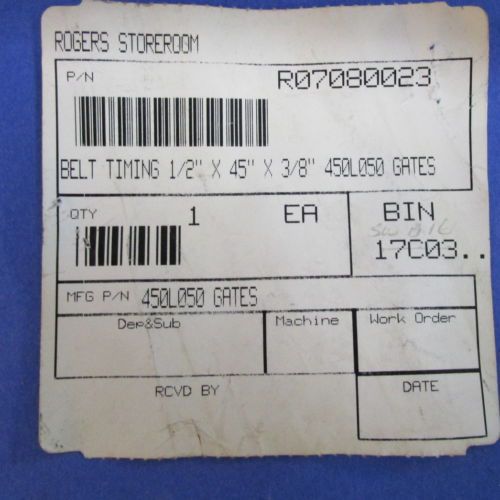 ROGERS STOREROOM
P/N R07080023
BELT TIMING 1/2" X 45" X 3/8" 450L050 GATES
QTY 1 EA BIN
17C03..
MFG P/N 450L050 GATES
Dep&Sub Machine Work Order
RCVD BY DATE